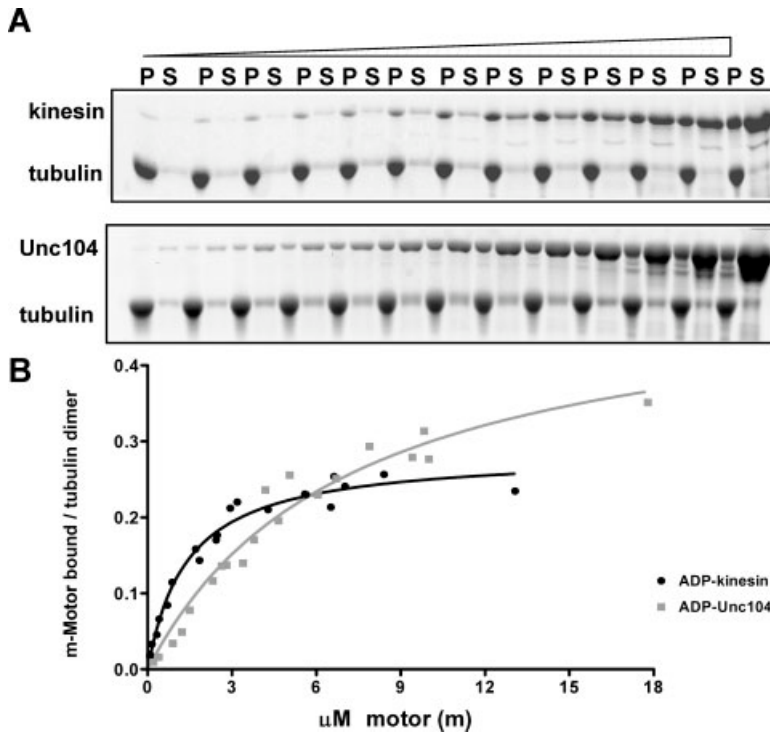 A
P S P S P S P S P S P S P S P S P S P S P S P S P S
kinesin
tubulin
Unc104
tubulin
B
m-Motor bound / tubulin dimer
0.4
0.3
0.2
0.1
0.0
0 3 6 9 12 15 18
μM motor (m)
ADP-kinesin
ADP-Unc104